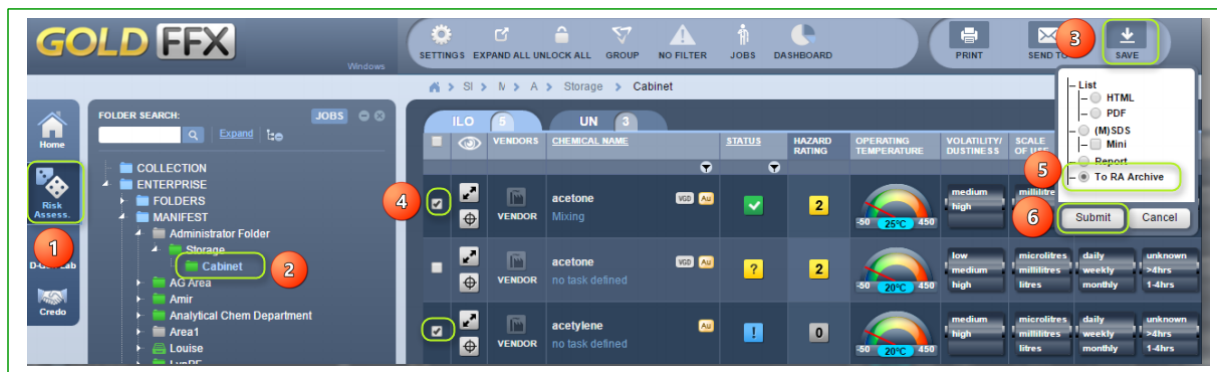 GOLD FFX
Windows
SETTINGS EXPAND ALL UNLOCK ALL GROUP NO FILTER JOBS DASHBOARD
PRINT SEND TO SAVE
3
> SI > > A > Storage > Cabinet
List
HTML
PDF
(M)SDS
Mini
Report
To RA Archive
5
6
Submit Cancel
Home
Risk Assess.
1
Lab
Credo
FOLDER SEARCH: JOBS
Expand
COLLECTION
ENTERPRISE
FOLDERS
MANIFEST
Administrator Folder
Storage
Cabinet
2
AG Area
Amir
Analytical Chem Department
Area1
Louise
ILO 5 UN 3
VENDORS CHEMICAL NAME STATUS HAZARD RATING OPERATING TEMPERATURE VOLATILITY/ DUSTINESS SCALE
4
VENDOR
acetone VGD Au
Mixing
2
-50 25°C 450
medium
high
VENDOR
acetone VGD Au
no task defined
?
2
-50 20°C 450
low
medium
high
microlitres
millilitres
litres
daily
weekly
monthly
unknown
>4hrs
1-4hrs
VENDOR
acetylene Au
no task defined
!
0
-50 20°C 450
medium
high
microlitres
millilitres
litres
daily
weekly
monthly
unknown
>4hrs
1-4hrs